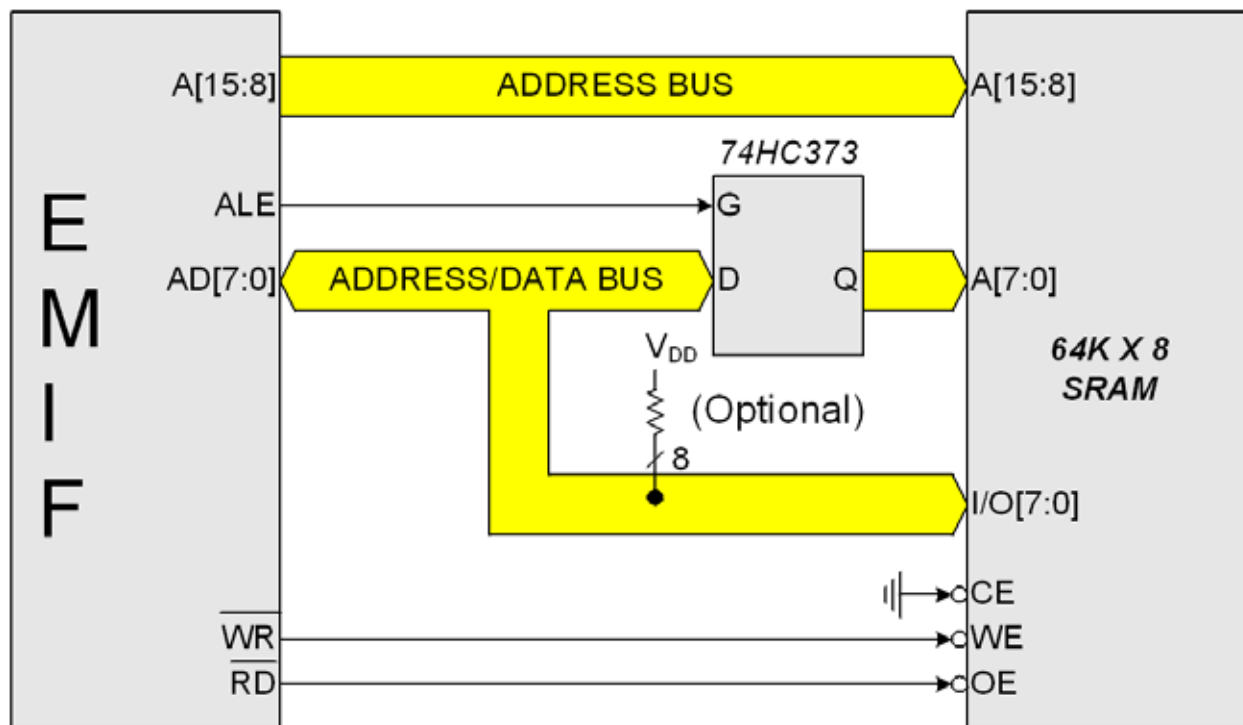 A[15:8] ADDRESS BUS A[15:8]
74HC373
ALE G
AD[7:0] ADDRESS/DATA BUS D Q A[7:0]
E
M
I
F
VDD
64K X 8
SRAM
(Optional)
8
I/O[7:0]
CE
WR WE
RD OE